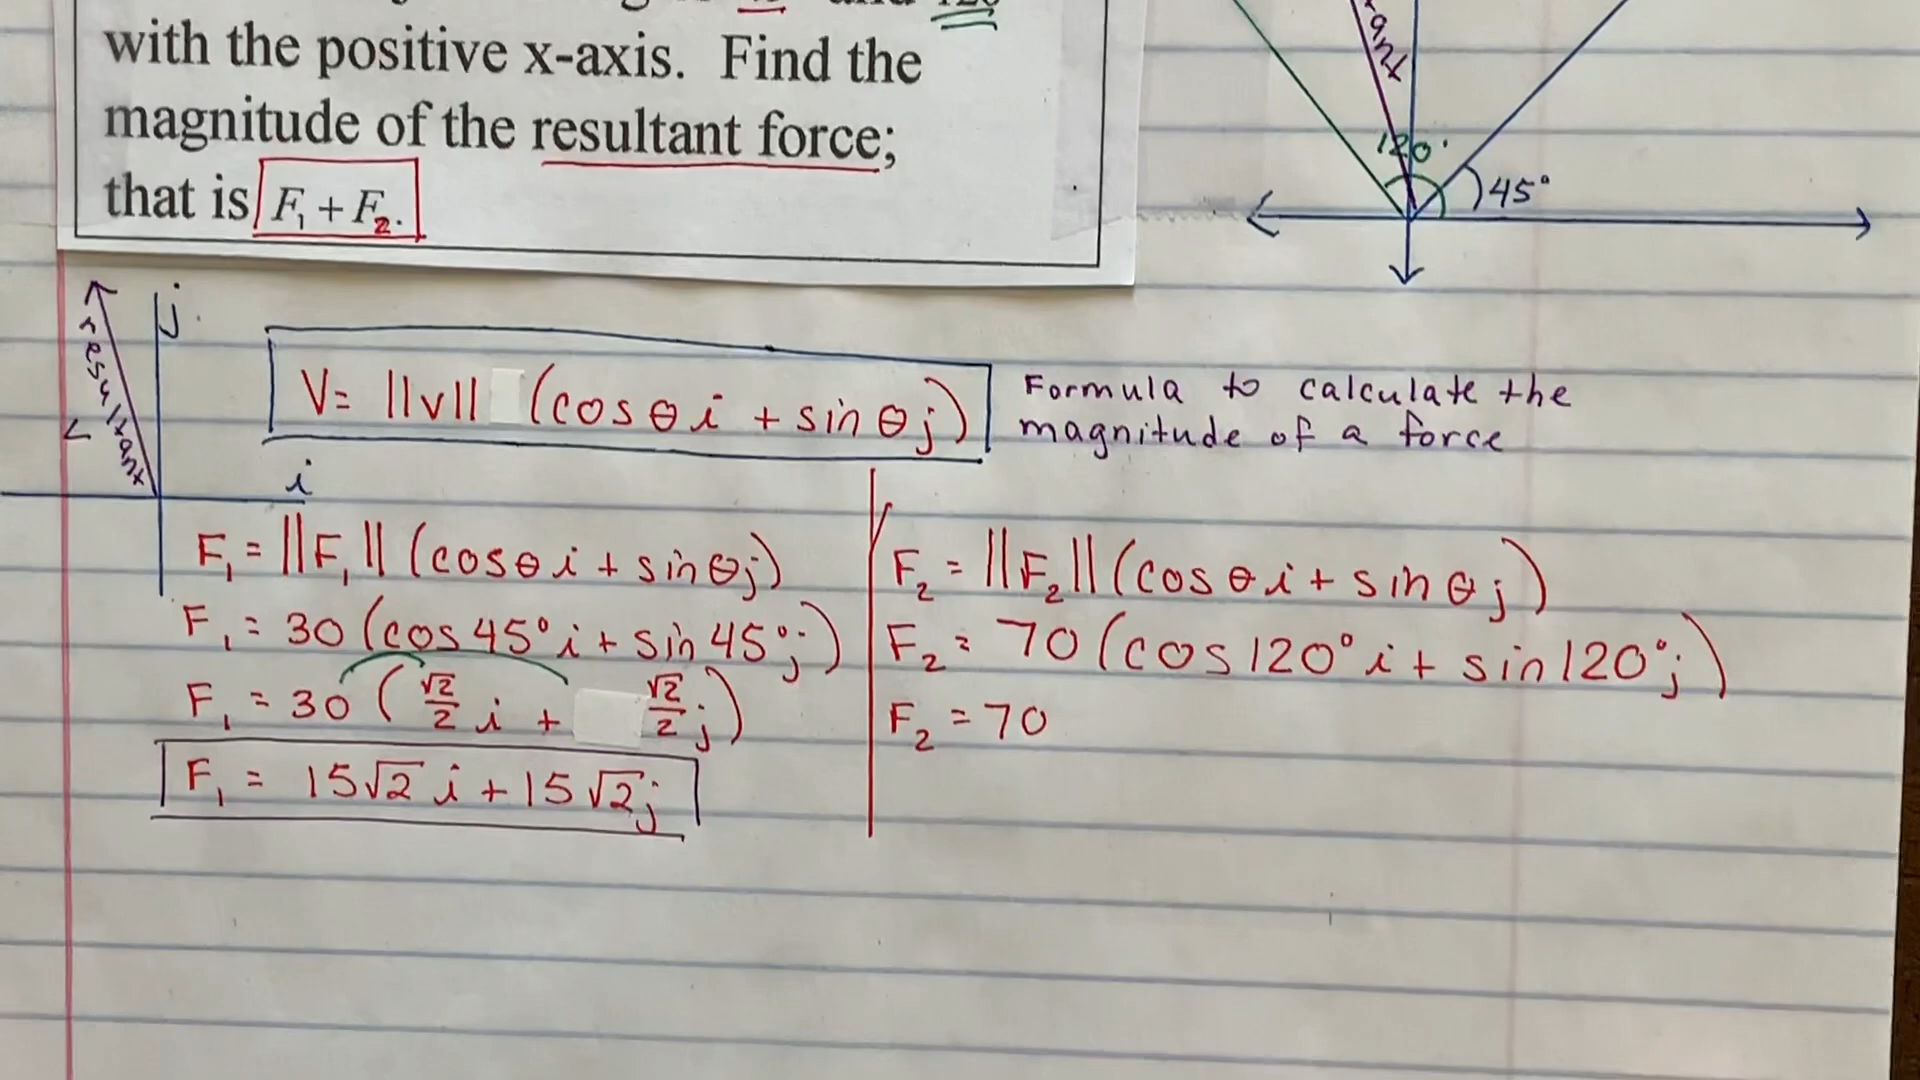 with the positive x-axis. Find the
magnitude of the resultant force;
that is F₁ + F₂.
120°
45°
j
resultant
V = ||v|| (cos θ i + sin θ j)
Formula to calculate the
magnitude of a force
i
F₁ = ||F₁|| (cos θ i + sin θ j)
F₁ = 30 (cos 45° i + sin 45° j)
F₁ = 30 (√2/2 i + √2/2 j)
F₁ = 15√2 i + 15√2 j
F₂ = ||F₂|| (cos θ i + sin θ j)
F₂ = 70 (cos 120° i + sin 120° j)
F₂ = 70